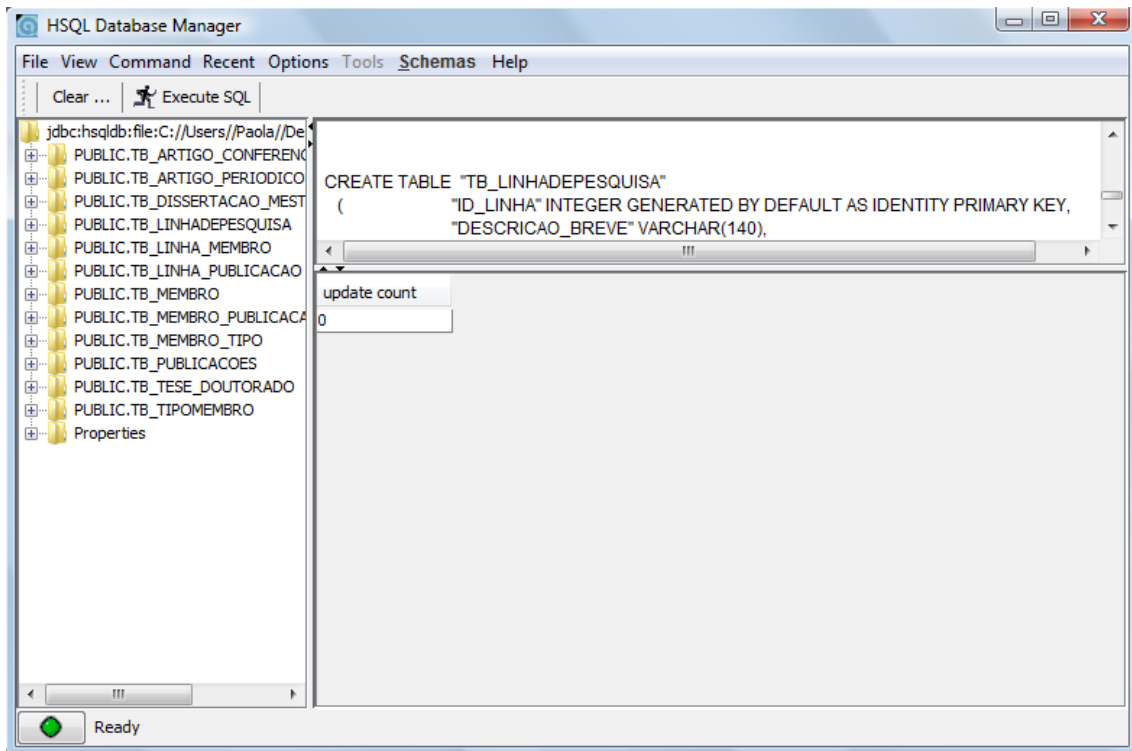 HSQL Database Manager
File View Command Recent Options Tools Schemas Help
Clear ... Execute SQL
jdbc:hsqldb:file:C://Users//Paola//De
PUBLIC.TB_ARTIGO_CONFERENC
PUBLIC.TB_ARTIGO_PERIODICO
PUBLIC.TB_DISSERTACAO_MEST
PUBLIC.TB_LINHADEPESQUISA
PUBLIC.TB_LINHA_MEMBRO
PUBLIC.TB_LINHA_PUBLICACAO
PUBLIC.TB_MEMBRO
PUBLIC.TB_MEMBRO_PUBLICACA
PUBLIC.TB_MEMBRO_TIPO
PUBLIC.TB_PUBLICACOES
PUBLIC.TB_TESE_DOUTORADO
PUBLIC.TB_TIPOMEMBRO
Properties
CREATE TABLE "TB_LINHADEPESQUISA"
( "ID_LINHA" INTEGER GENERATED BY DEFAULT AS IDENTITY PRIMARY KEY,
"DESCRICAO_BREVE" VARCHAR(140),
update count
0
Ready